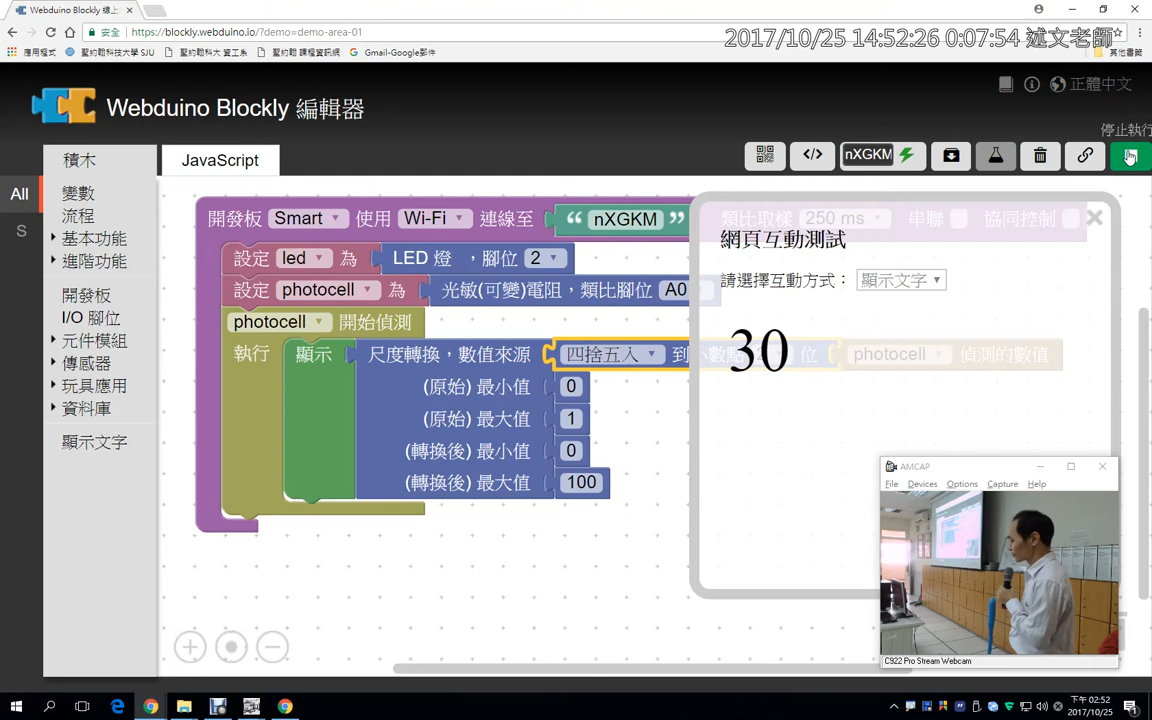 Webduino Blockly 線上
安全 | https://blockly.webduino.io/?demo=demo-area-01
2017/10/25 14:52:26 0:07:54 述文老師
應用程式 聖約翰科技大學 SJU 聖約翰科大 資工系 聖約翰 課程資訊網 Gmail-Google郵件 其他書籤
Webduino Blockly 編輯器
正體中文
停止執行
積木 JavaScript
nXGKM
All
S
變數
流程
基本功能
進階功能
開發板
I/O 腳位
元件模組
傳感器
玩具應用
資料庫
顯示文字
開發板 Smart 使用 Wi-Fi 連線至 “ nXGKM ” 類比取樣 250 ms 串聯 協同控制
設定 led 為 LED 燈 ,腳位 2
設定 photocell 為 光敏(可變)電阻,類比腳位 A0
photocell 開始偵測
執行 顯示 尺度轉換,數值來源 四捨五入 到小數點 位 photocell 偵測的數值
(原始) 最小值 0
(原始) 最大值 1
(轉換後) 最小值 0
(轉換後) 最大值 100
網頁互動測試
請選擇互動方式: 顯示文字
30
AMCAP
File Devices Options Capture Help
C922 Pro Stream Webcam
下午 02:52
2017/10/25